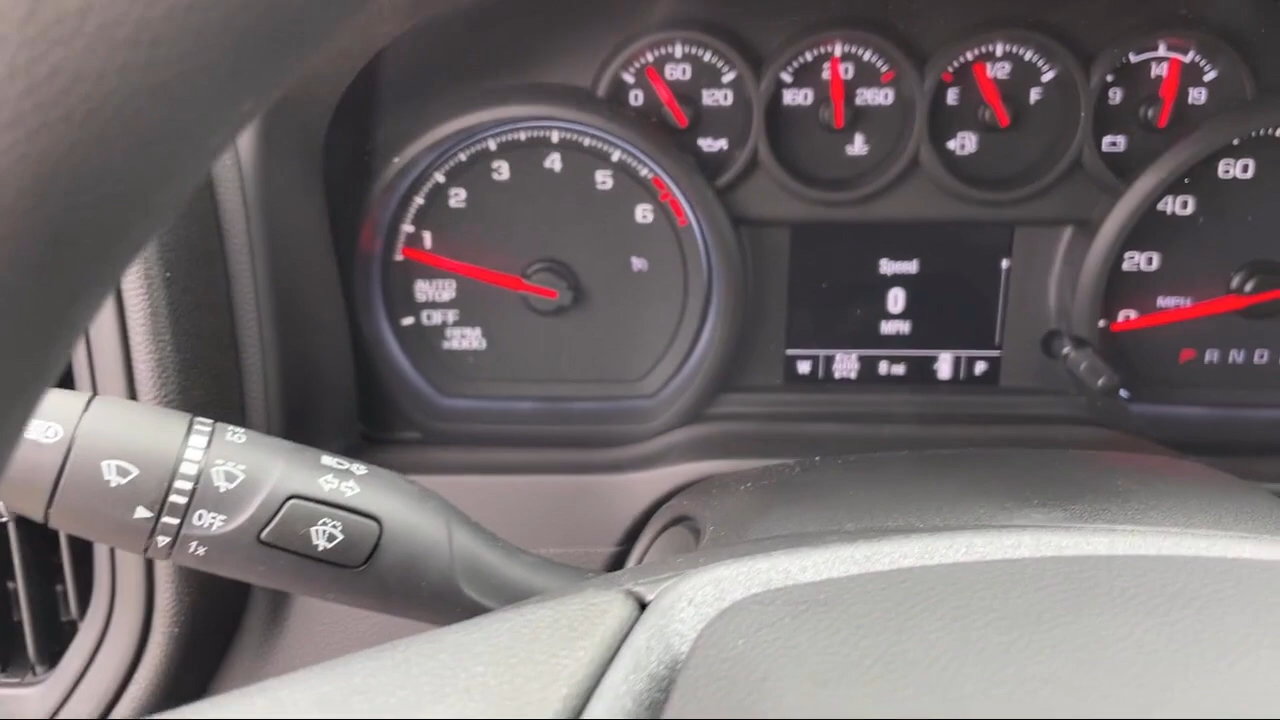 0 60 120
160 210 260
E 1/2 F
9 14 19
1 2 3 4 5 6
AUTO
STOP
OFF
RPM
x1000
Speed
0
MPH
W
P
0 20 40 60
MPH
P R N D
OFF
1x